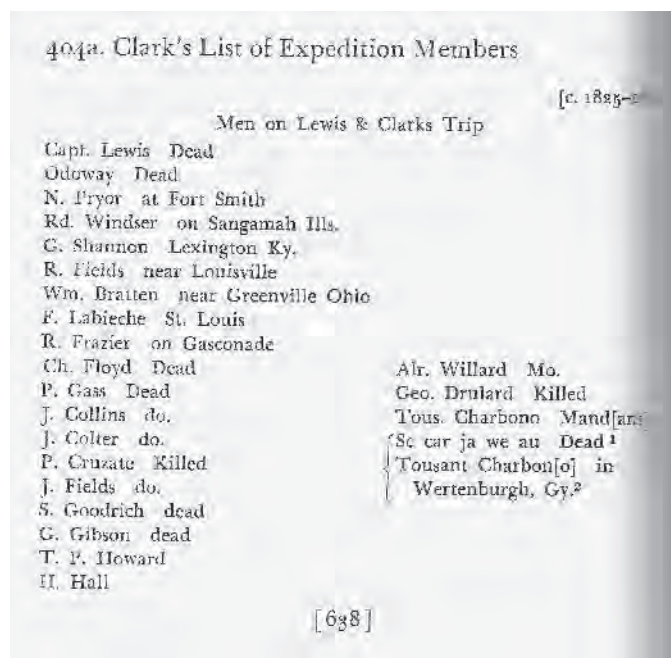 404a. Clark's List of Expedition Members
[c. 1825-
Men on Lewis & Clarks Trip
Capt. Lewis Dead
Odoway Dead
N. Pryor at Fort Smith
Rd. Windser on Sangamah Ills.
G. Shannon Lexington Ky.
R. Fields near Louisville
Wm. Bratten near Greenville Ohio
F. Labieche St. Louis
R. Frazier on Gasconade
Ch. Floyd Dead
P. Gass Dead
J. Collins do.
J. Colter do.
P. Cruzate Killed
J. Fields do.
S. Goodrich dead
G. Gibson dead
T. P. Howard
H. Hall
Alr. Willard Mo.
Geo. Drulard Killed
Tous. Charbono Mand[ans
Se car ja we au Dead¹
Tousant Charbon[o] in
Wertenburgh, Gy.²
[638]